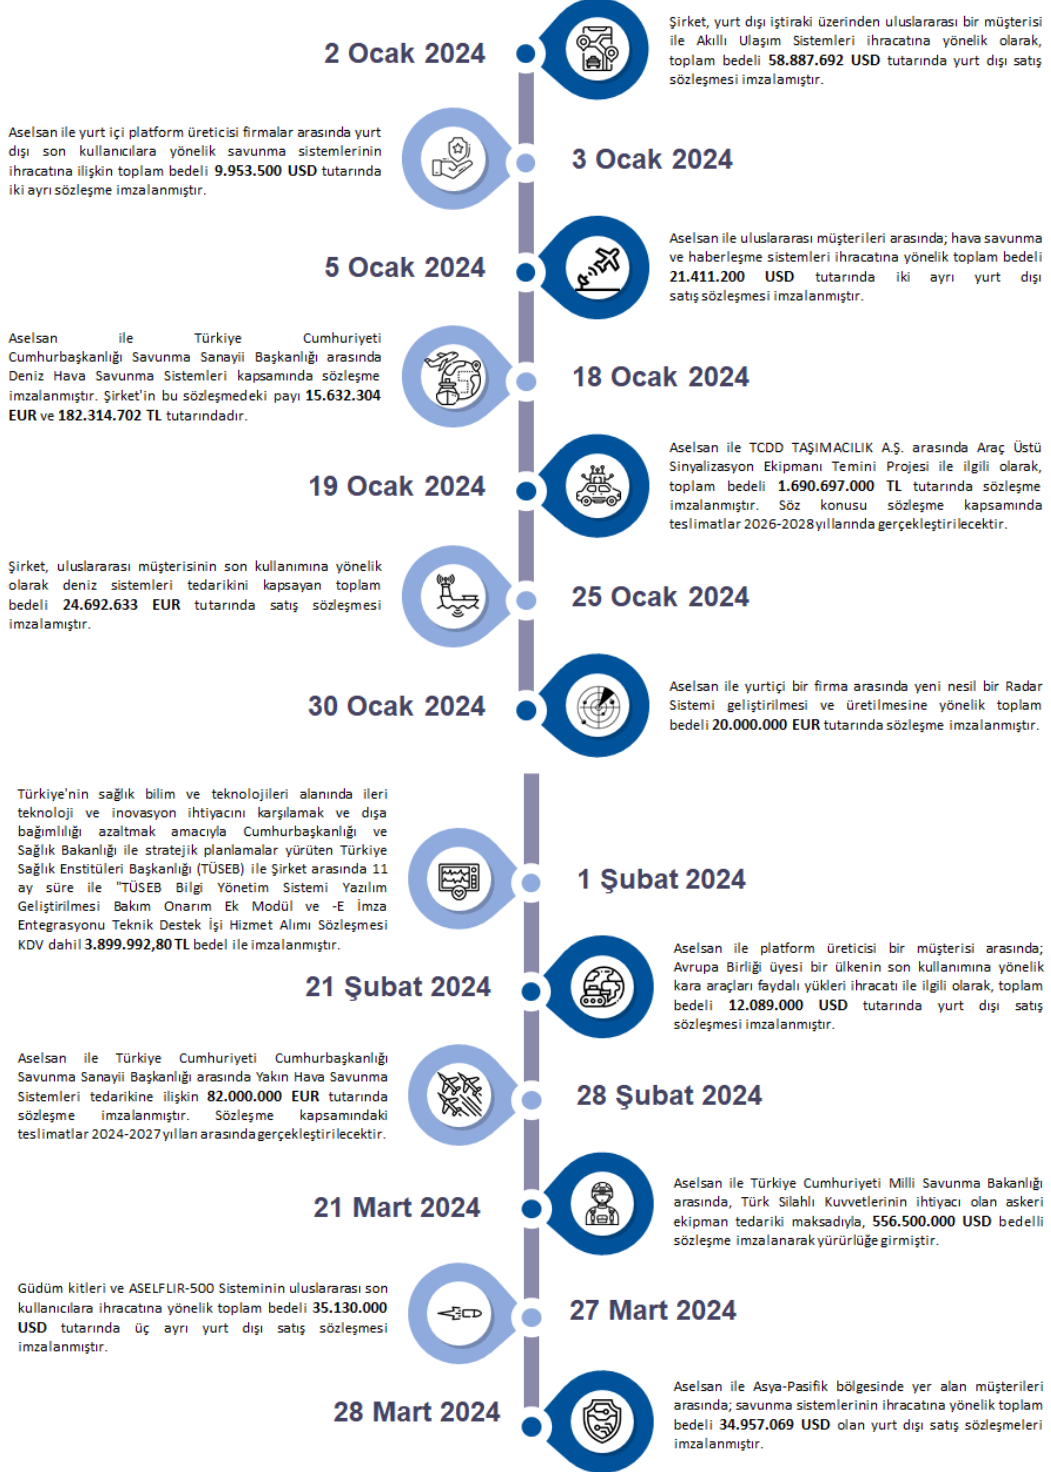 2 Ocak 2024
Şirket, yurt dışı iştiraki üzerinden uluslararası bir müşterisi
ile Akıllı Ulaşım Sistemleri ihracatına yönelik olarak,
toplam bedeli 58.887.692 USD tutarında yurt dışı satış
sözleşmesi imzalamıştır.
Aselsan ile yurt içi platform üreticisi firmalar arasında yurt
dışı son kullanıcılara yönelik savunma sistemlerinin
ihracatına ilişkin toplam bedeli 9.953.500 USD tutarında
iki ayrı sözleşme imzalanmıştır.
3 Ocak 2024
5 Ocak 2024
Aselsan ile uluslararası müşterileri arasında; hava savunma
ve haberleşme sistemleri ihracatına yönelik toplam bedeli
21.411.200 USD tutarında iki ayrı yurt dışı
satış sözleşmesi imzalanmıştır.
Aselsan ile Türkiye Cumhuriyeti
Cumhurbaşkanlığı Savunma Sanayii Başkanlığı arasında
Deniz Hava Savunma Sistemleri kapsamında sözleşme
imzalanmıştır. Şirket'in bu sözleşmedeki payı 15.632.304
EUR ve 182.314.702 TL tutarındadır.
18 Ocak 2024
19 Ocak 2024
Aselsan ile TCDD TAŞIMACILIK A.Ş. arasında Araç Üstü
Sinyalizasyon Ekipmanı Temini Projesi ile ilgili olarak,
toplam bedeli 1.690.697.000 TL tutarında sözleşme
imzalanmıştır. Söz konusu sözleşme kapsamında
teslimatlar 2026-2028 yıllarında gerçekleştirilecektir.
Şirket, uluslararası müşterisinin son kullanımına yönelik
olarak deniz sistemleri tedarikini kapsayan toplam
bedeli 24.692.633 EUR tutarında satış sözleşmesi
imzalamıştır.
25 Ocak 2024
30 Ocak 2024
Aselsan ile yurtiçi bir firma arasında yeni nesil bir Radar
Sistemi geliştirilmesi ve üretilmesine yönelik toplam
bedeli 20.000.000 EUR tutarında sözleşme imzalanmıştır.
Türkiye'nin sağlık bilim ve teknolojileri alanında ileri
teknoloji ve inovasyon ihtiyacını karşılamak ve dışa
bağımlılığı azaltmak amacıyla Cumhurbaşkanlığı ve
Sağlık Bakanlığı ile stratejik planlamalar yürüten Türkiye
Sağlık Enstitüleri Başkanlığı (TÜSEB) ile Şirket arasında 11
ay süre ile "TÜSEB Bilgi Yönetim Sistemi Yazılım
Geliştirilmesi Bakım Onarım Ek Modül ve -E İmza
Entegrasyonu Teknik Destek İşi Hizmet Alımı Sözleşmesi
KDV dahil 3.899.992,80 TL bedel ile imzalanmıştır.
1 Şubat 2024
21 Şubat 2024
Aselsan ile platform üreticisi bir müşterisi arasında;
Avrupa Birliği üyesi bir ülkenin son kullanımına yönelik
kara araçları faydalı yükleri ihracatı ile ilgili olarak, toplam
bedeli 12.089.000 USD tutarında yurt dışı satış
sözleşmesi imzalanmıştır.
Aselsan ile Türkiye Cumhuriyeti Cumhurbaşkanlığı
Savunma Sanayii Başkanlığı arasında Yakın Hava Savunma
Sistemleri tedarikine ilişkin 82.000.000 EUR tutarında
sözleşme imzalanmıştır. Sözleşme kapsamındaki
teslimatlar 2024-2027 yılları arasında gerçekleştirilecektir.
28 Şubat 2024
21 Mart 2024
Aselsan ile Türkiye Cumhuriyeti Milli Savunma Bakanlığı
arasında, Türk Silahlı Kuvvetlerinin ihtiyacı olan askeri
ekipman tedariki maksadıyla, 556.500.000 USD bedelli
sözleşme imzalanarak yürürlüğe girmiştir.
Güdüm kitleri ve ASELFLIR-500 Sisteminin uluslararası son
kullanıcılara ihracatına yönelik toplam bedeli 35.130.000
USD tutarında üç ayrı yurt dışı satış sözleşmesi
imzalanmıştır.
27 Mart 2024
28 Mart 2024
Aselsan ile Asya-Pasifik bölgesinde yer alan müşterileri
arasında; savunma sistemlerinin ihracatına yönelik toplam
bedeli 34.957.069 USD olan yurt dışı satış sözleşmeleri
imzalanmıştır.